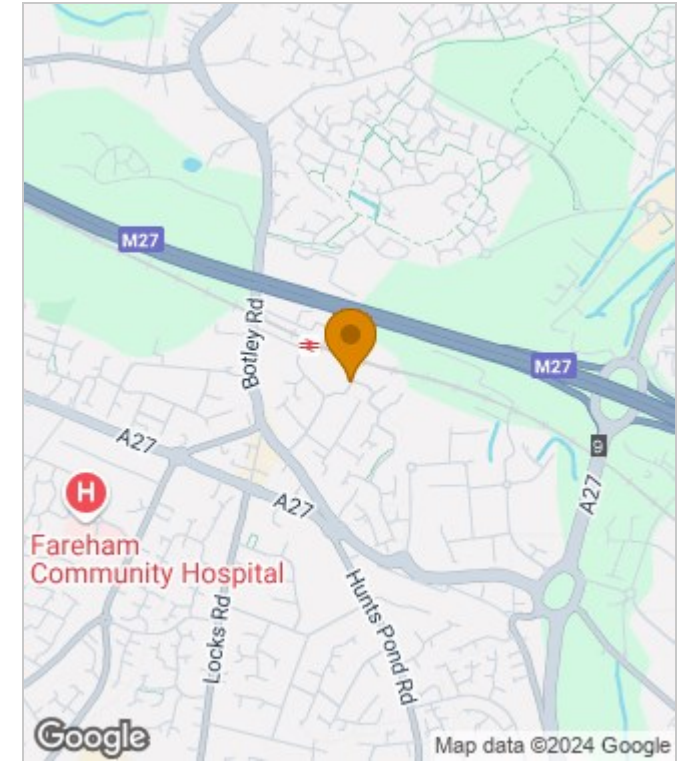 M27
Botley Rd
M27
A27
9
A27
A27
H
Fareham
Community Hospital
Locks Rd
Hunts Pond Rd
Google
Map data ©2024 Google